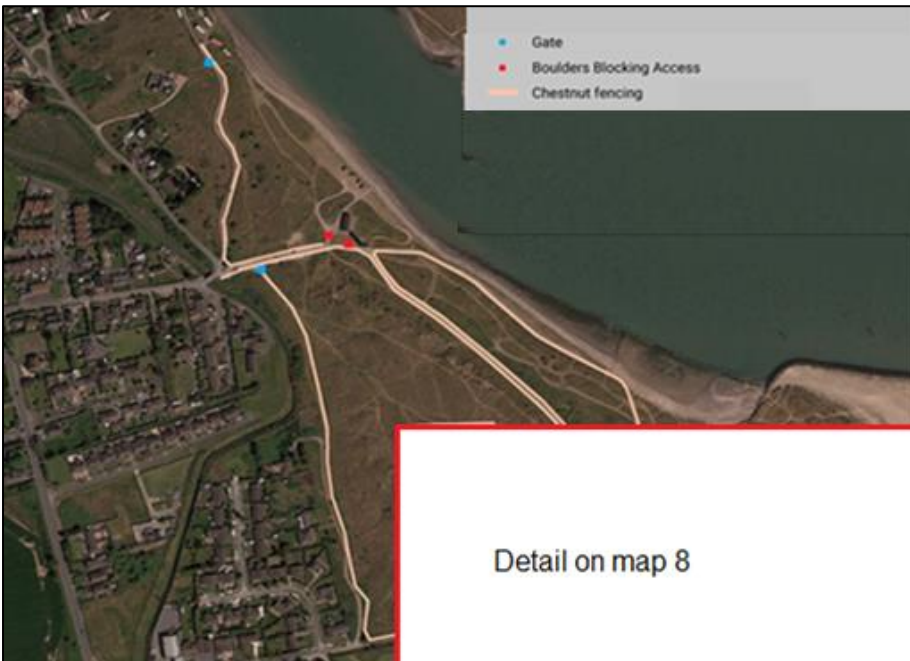 Gate
Boulders Blocking Access
Chestnut fencing
Detail on map 8